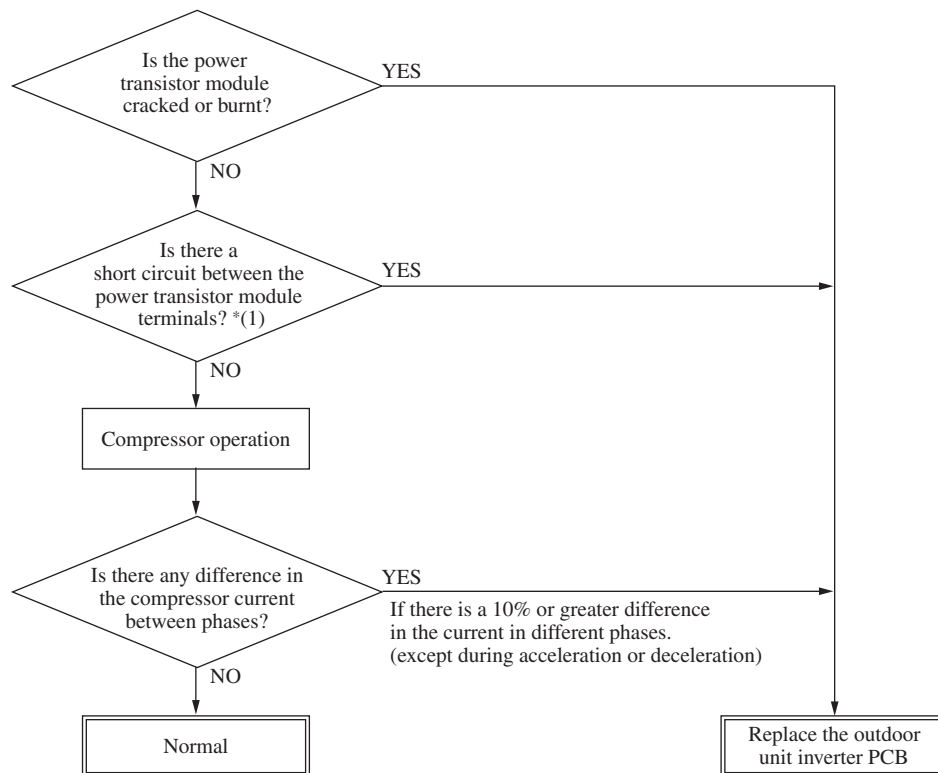 Is the power
transistor module
cracked or burnt?
YES
NO
Is there a
short circuit between the
power transistor module
terminals? *(1)
YES
NO
Compressor operation
Is there any difference in
the compressor current
between phases?
YES
If there is a 10% or greater difference
in the current in different phases.
(except during acceleration or deceleration)
NO
Normal
Replace the outdoor
unit inverter PCB